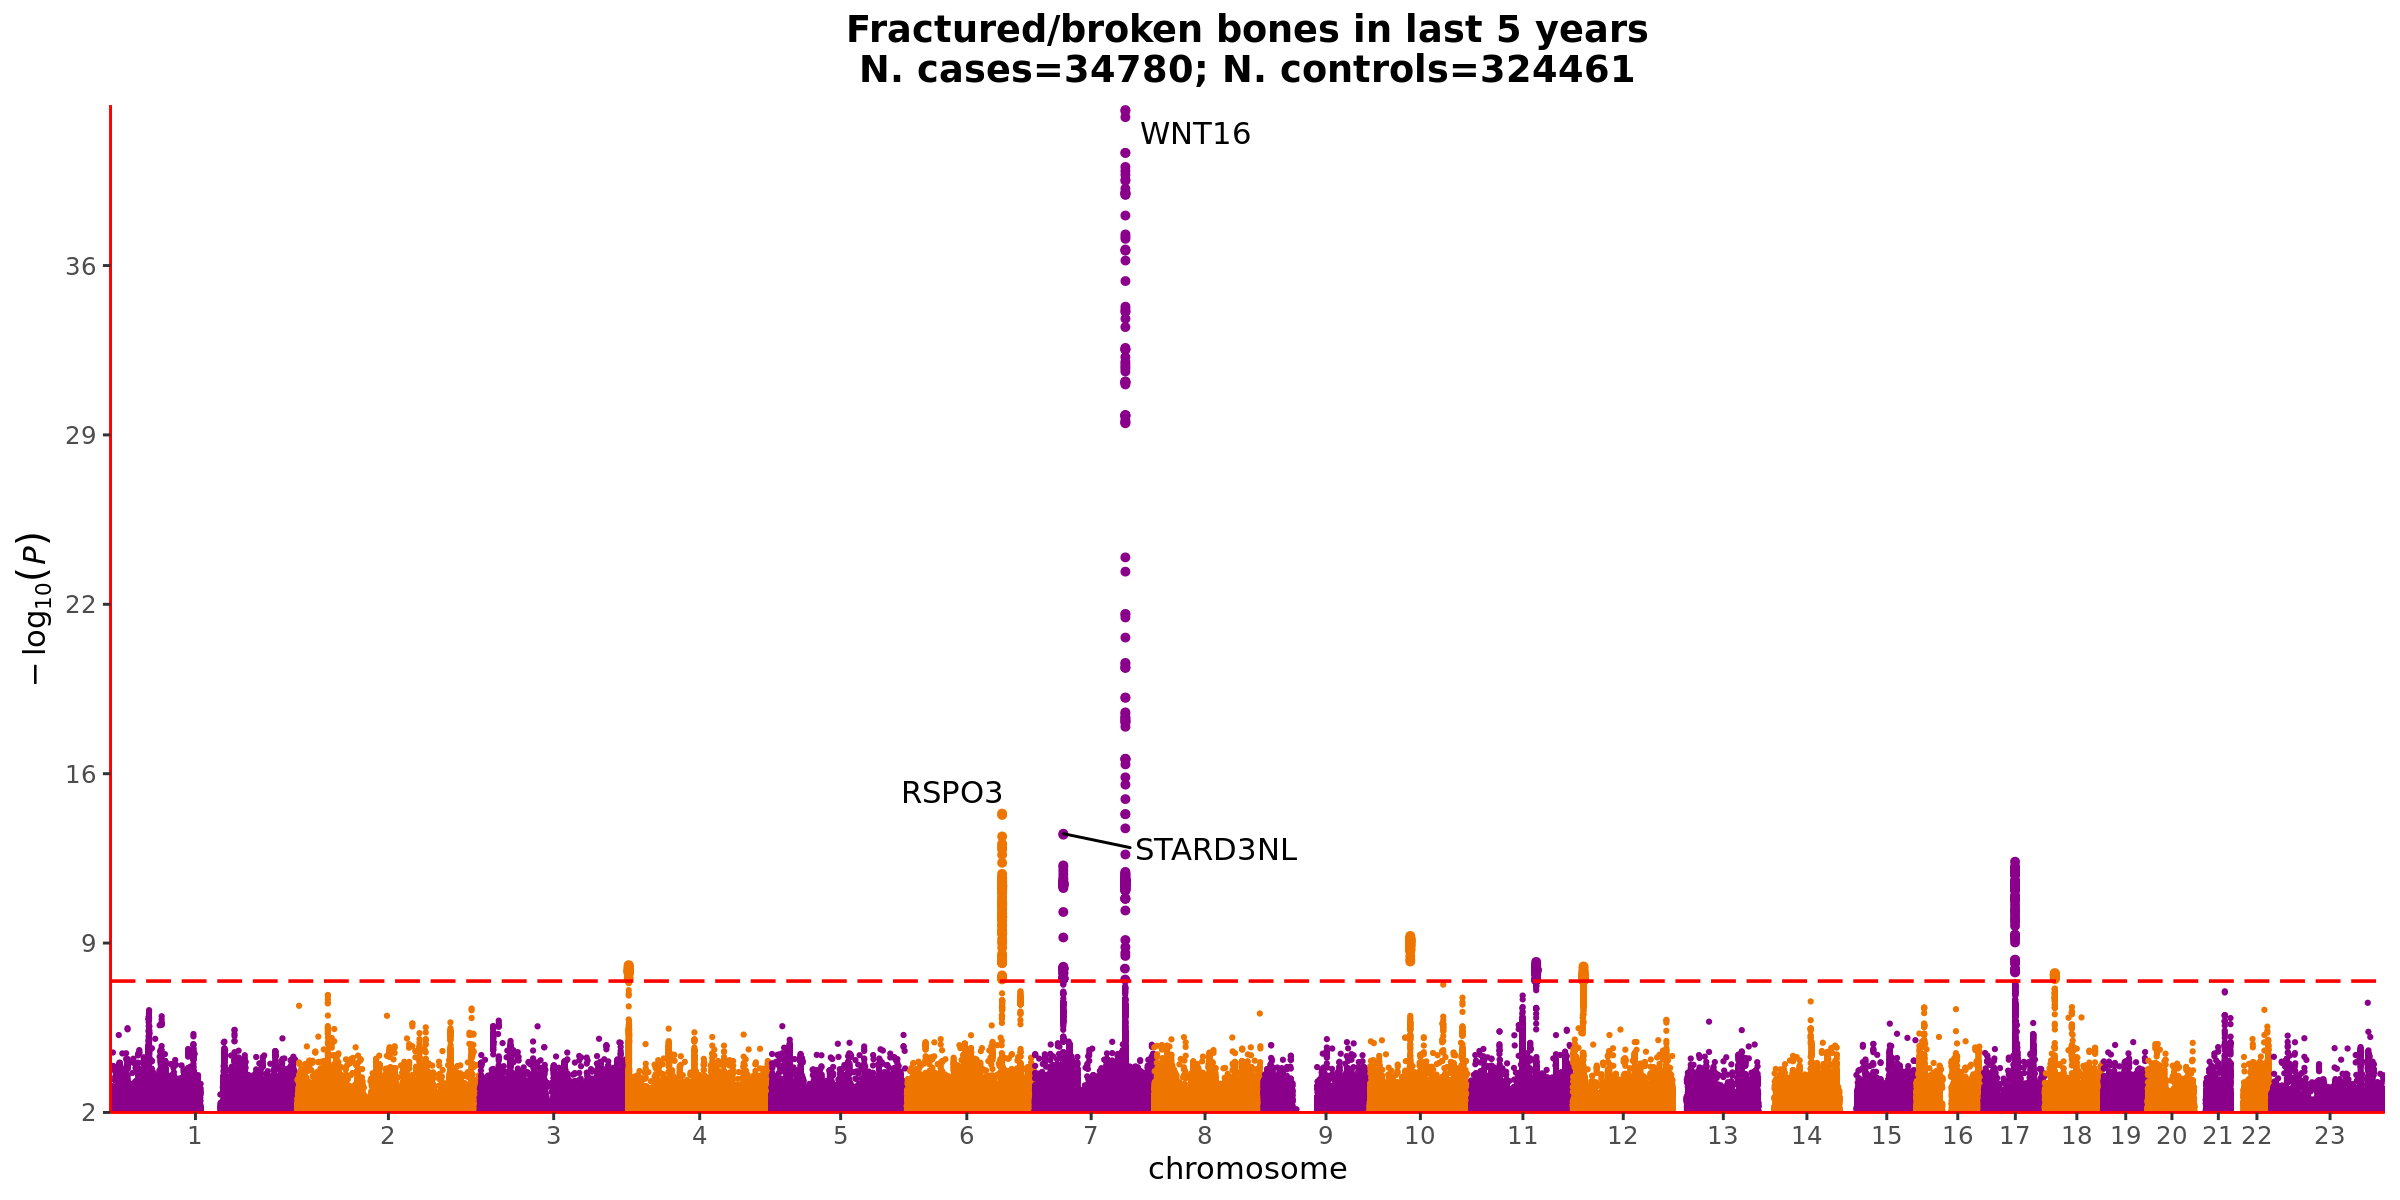 Fractured/broken bones in last 5 years
N. cases=34780; N. controls=324461
WNT16
36
29
−log10(P)
22
16
RSPO3
STARD3NL
9
2
1 2 3 4 5 6 7 8 9 10 11 12 13 14 15 16 17 18 19 20 21 22 23
chromosome